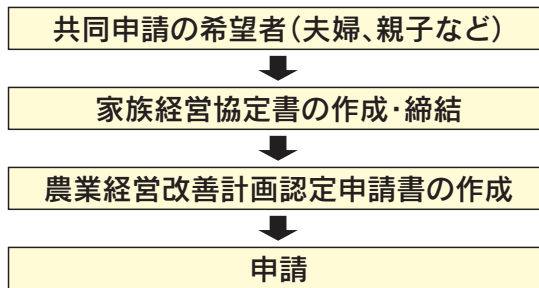 共同申請の希望者(夫婦、親子など)
家族経営協定書の作成・締結
農業経営改善計画認定申請書の作成
申請